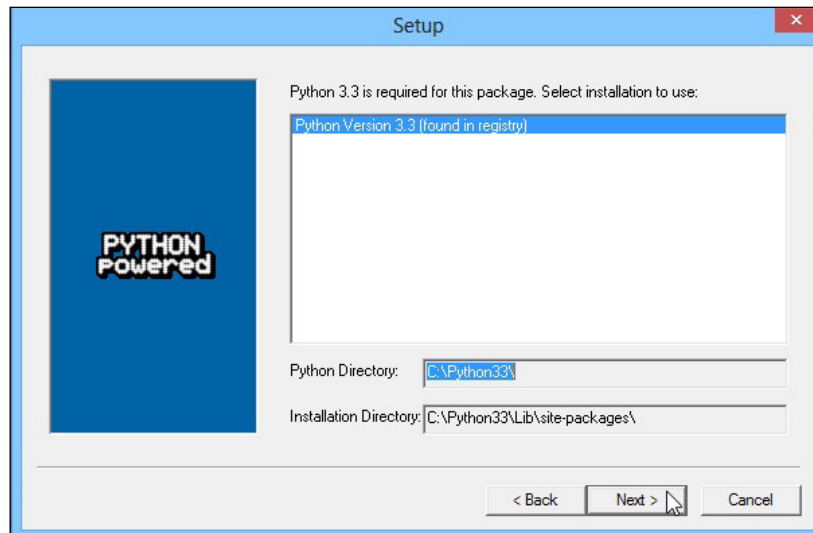 Setup
Python 3.3 is required for this package. Select installation to use:
Python Version 3.3 (found in registry)
PYTHON
powered
Python Directory:
C:\Python33\
Installation Directory:
C:\Python33\Lib\site-packages\
< Back
Next >
Cancel